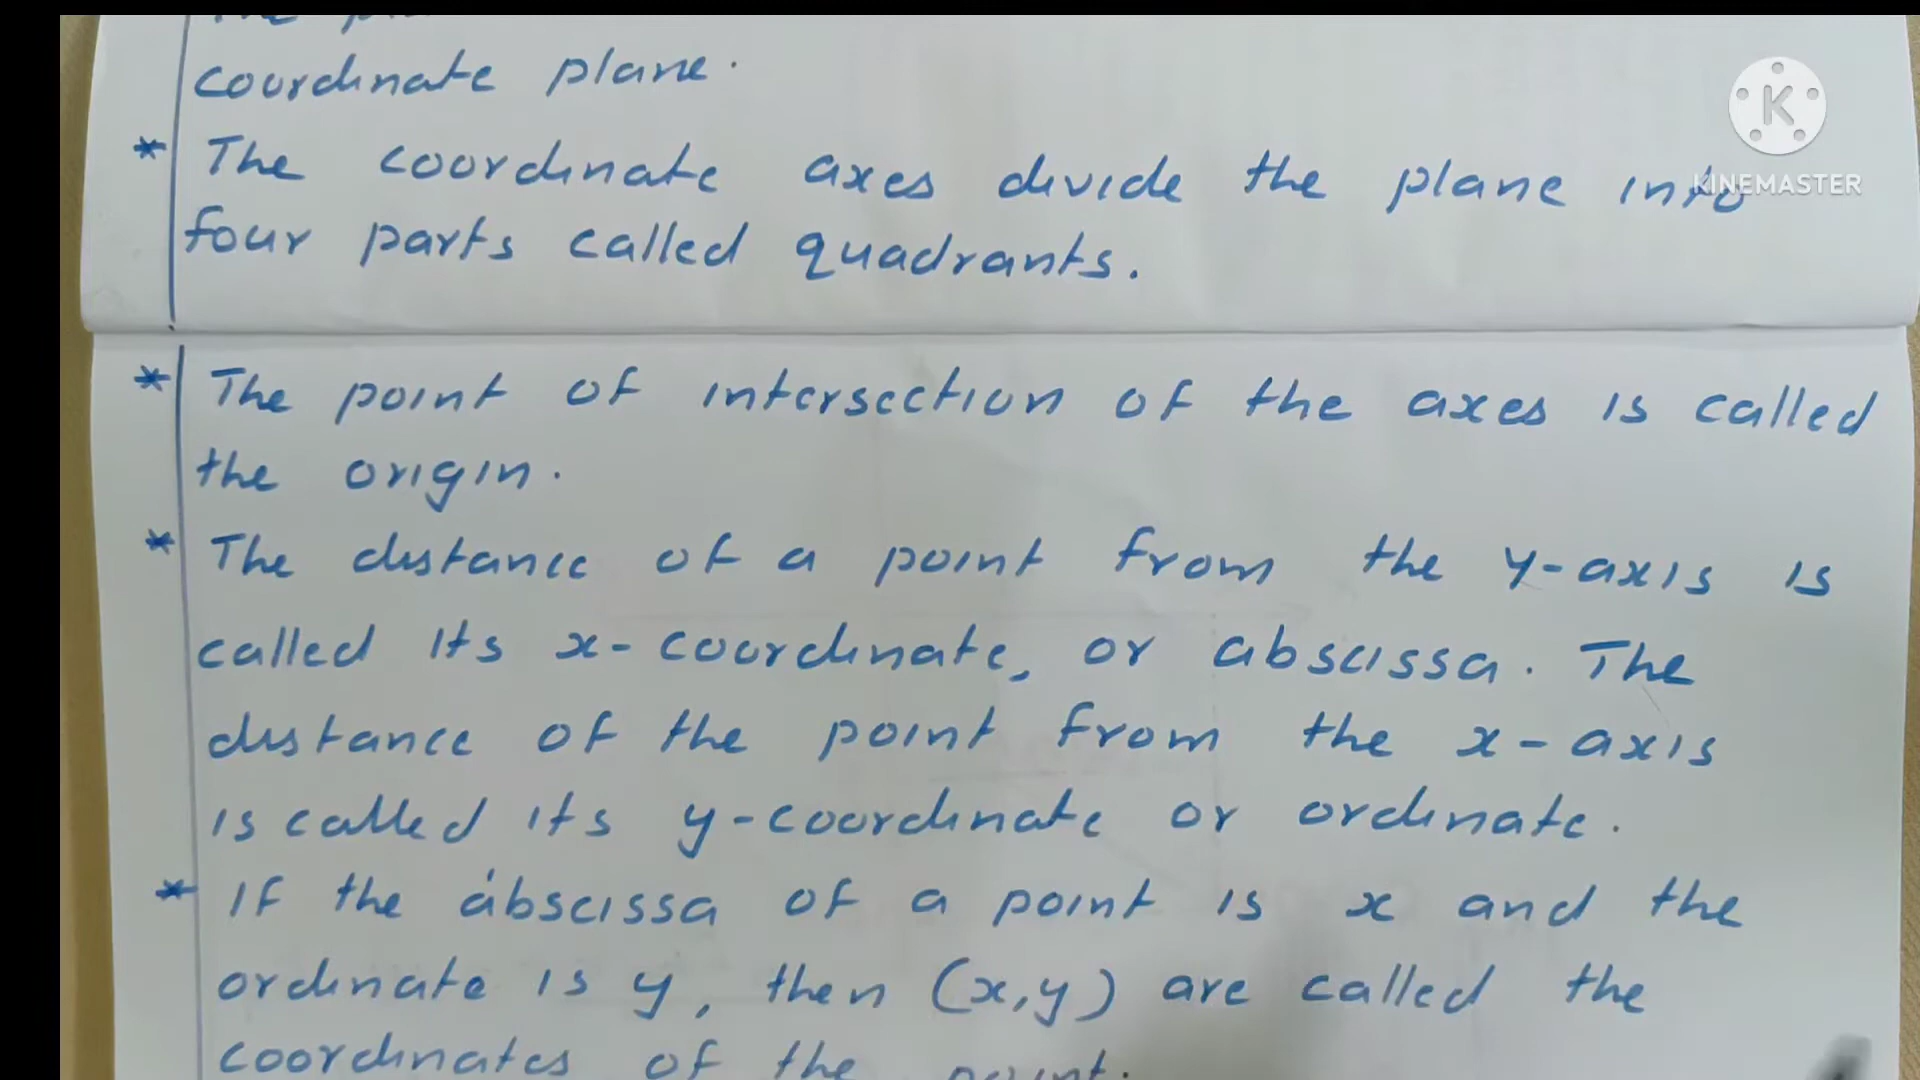 coordinate plane.
* The coordinate axes divide the plane into
four parts called quadrants.
* The point of intersection of the axes is called
the origin.
* The distance of a point from the y-axis is
called its x-coordinate, or abscissa. The
distance of the point from the x-axis
is called its y-coordinate or ordinate.
* If the abscissa of a point is x and the
ordinate is y, then (x,y) are called the
coordinates of the point.
K
KINEMASTER